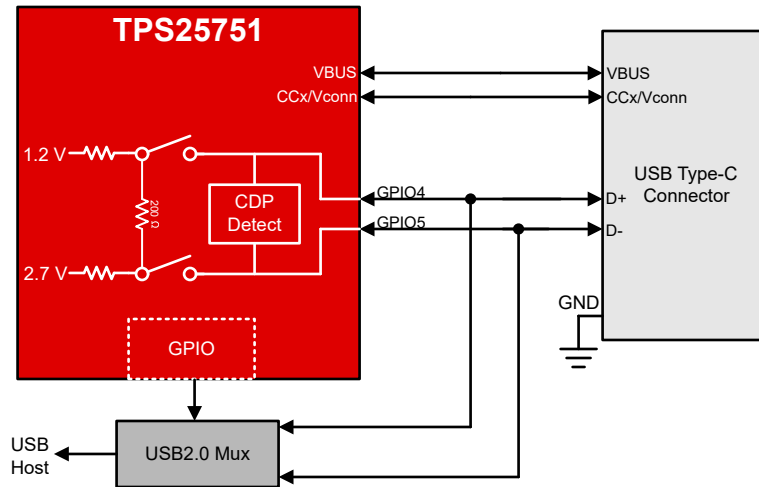 TPS25751
VBUS
CCx/Vconn
VBUS
CCx/Vconn
1.2 V
200 Ω
CDP
Detect
GPIO4
GPIO5
D+
D-
USB Type-C
Connector
2.7 V
GND
GPIO
USB2.0 Mux
USB
Host